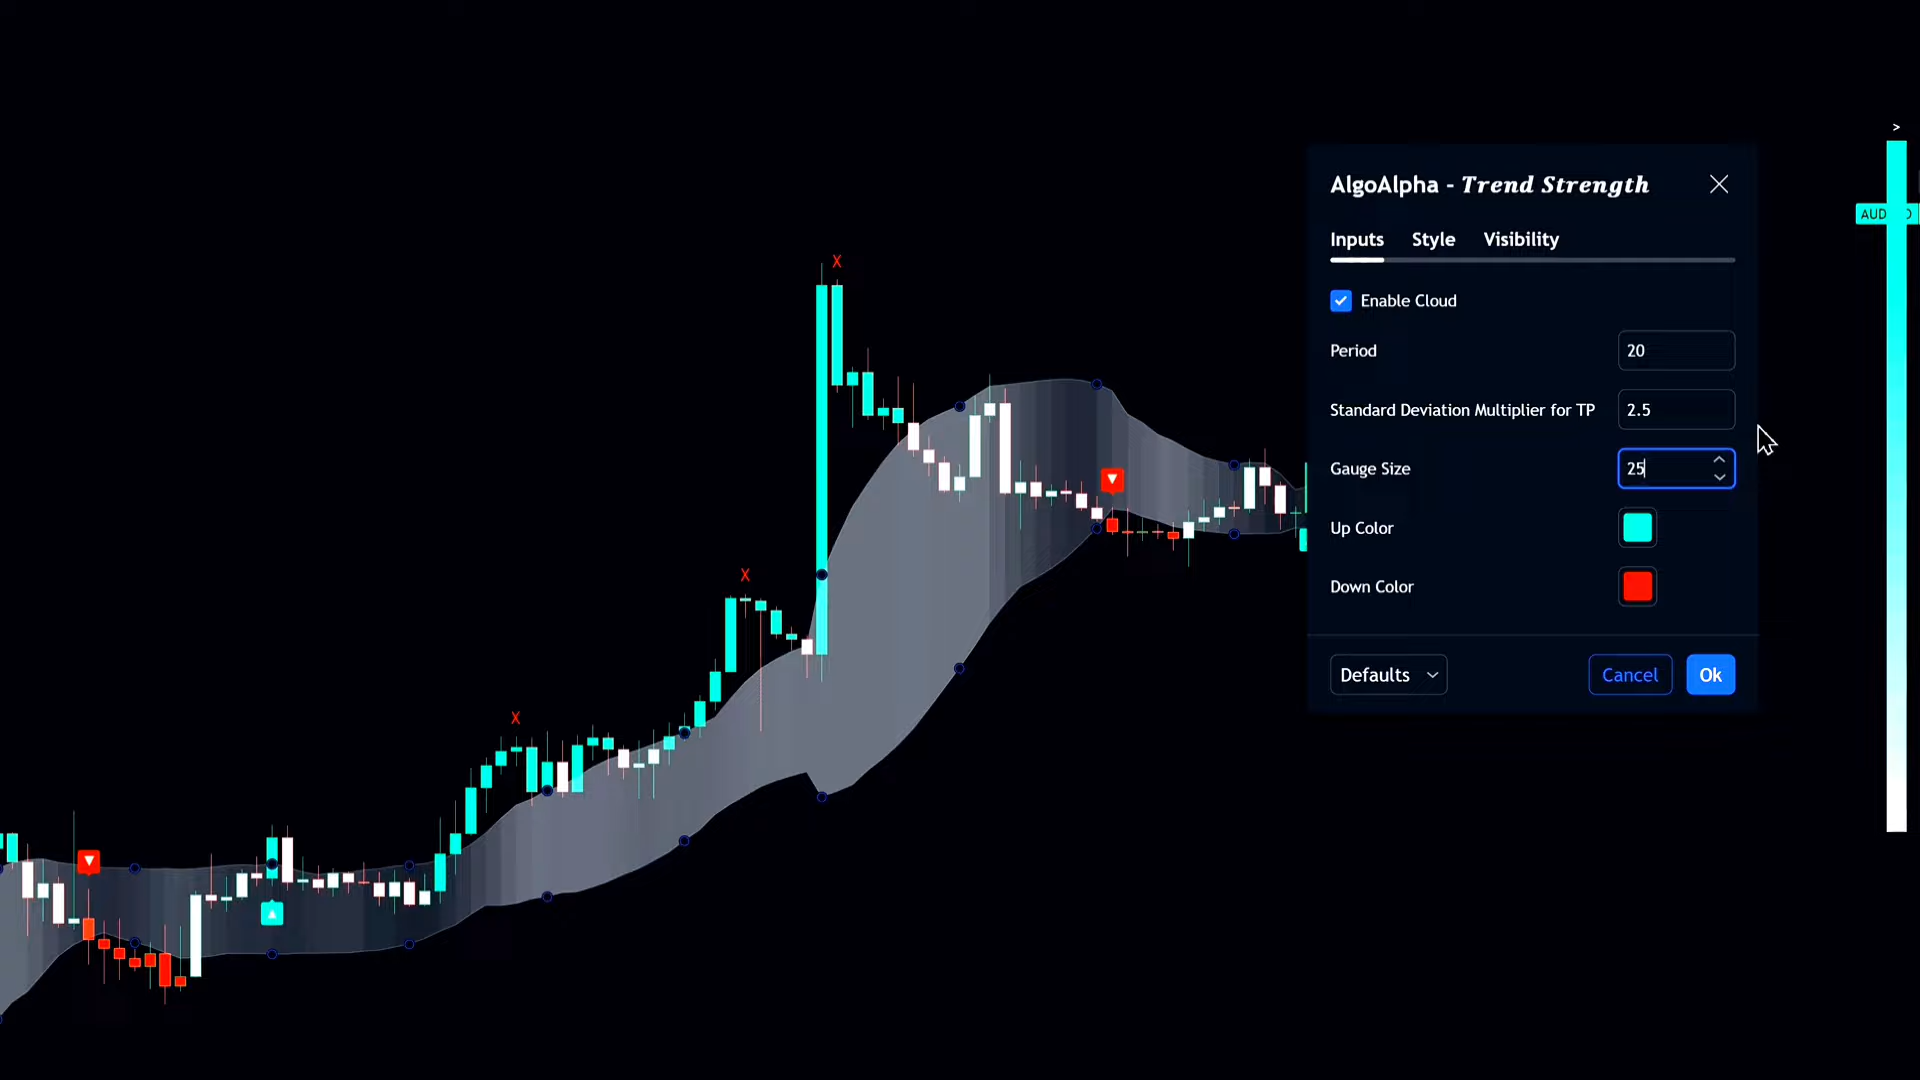 >
AlgoAlpha - Trend Strength
AUD
Inputs Style Visibility
X
Enable Cloud
Period 20
Standard Deviation Multiplier for TP 2.5
Gauge Size 25
Up Color
X
Down Color
Defaults Cancel Ok
X